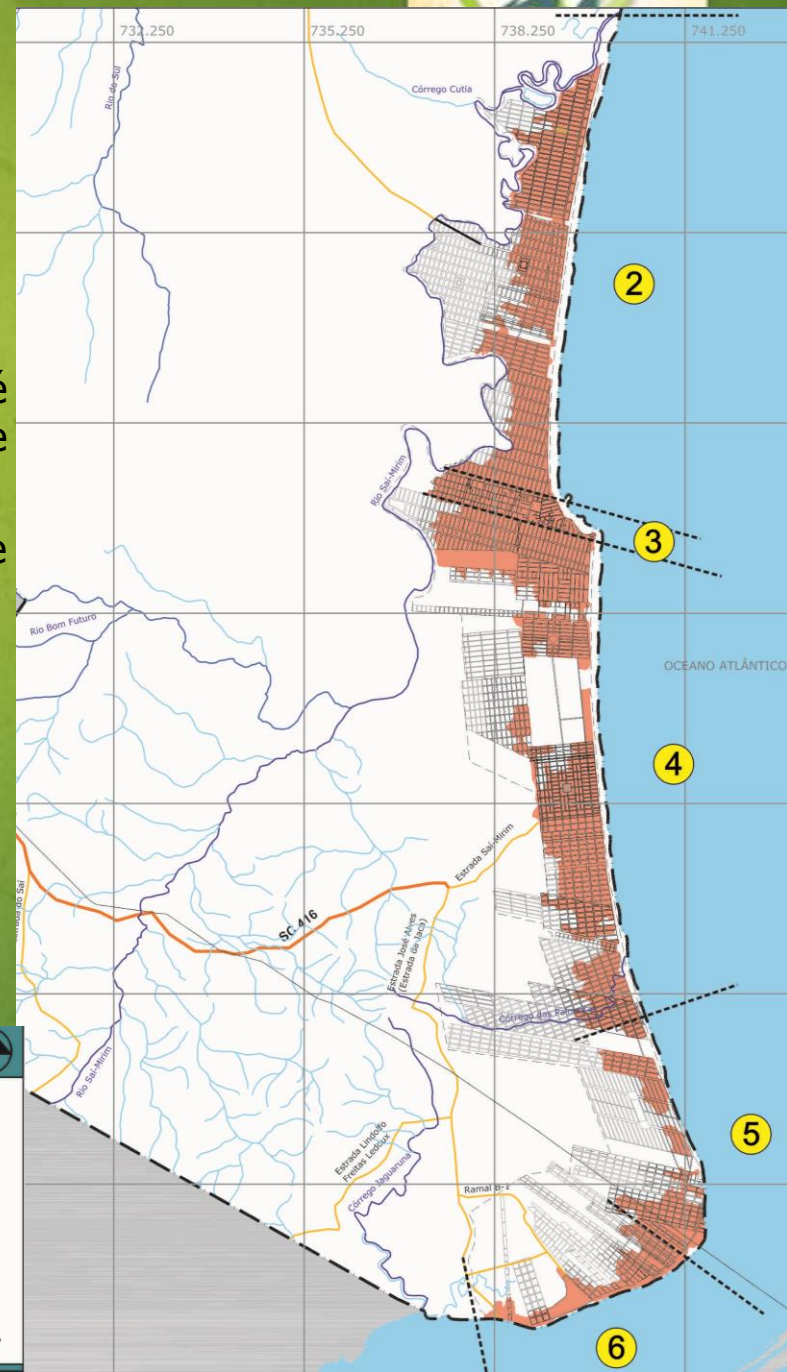 732.250
735.250
738.250
741.250
Rio do Sul
Córrego Cutia
2
e
e
Rio Saí-Mirim
3
e
Rio Bom Futuro
OCEANO ATLÂNTICO
4
Estrada Saí-Mirim
SC-416
Estrada José Alves
(Estrada do Jaca)
Córrego das Palmeiras
Rio Saí-Mirim
5
Estrada Lindolfo
Freitas Ledoux
Córrego Jaguaruna
Ramal B-1
6